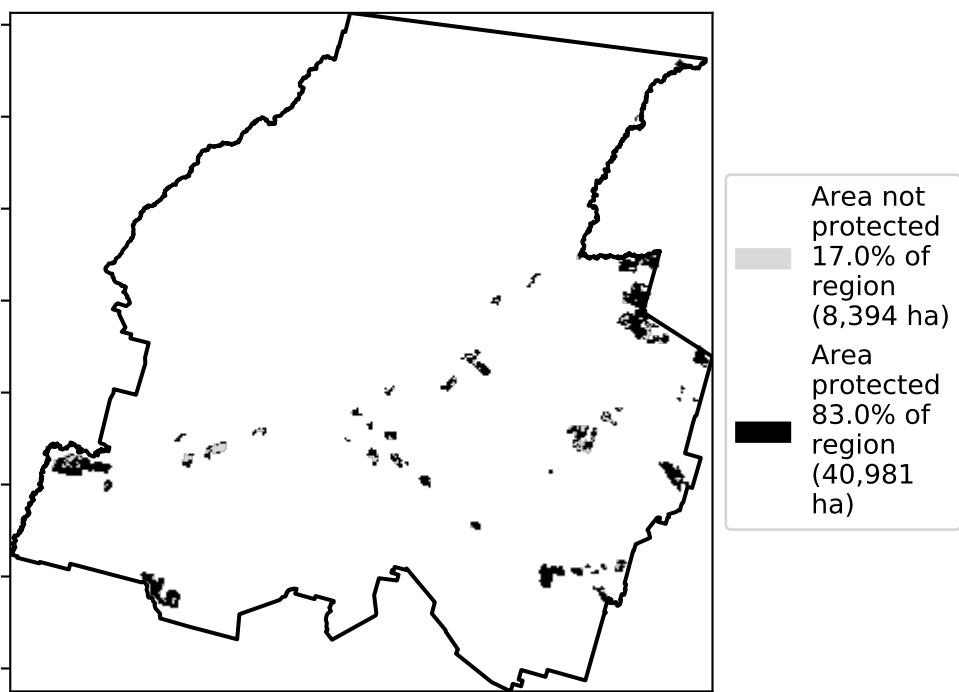 Area not
protected
17.0% of
region
(8,394 ha)
Area
protected
83.0% of
region
(40,981
ha)